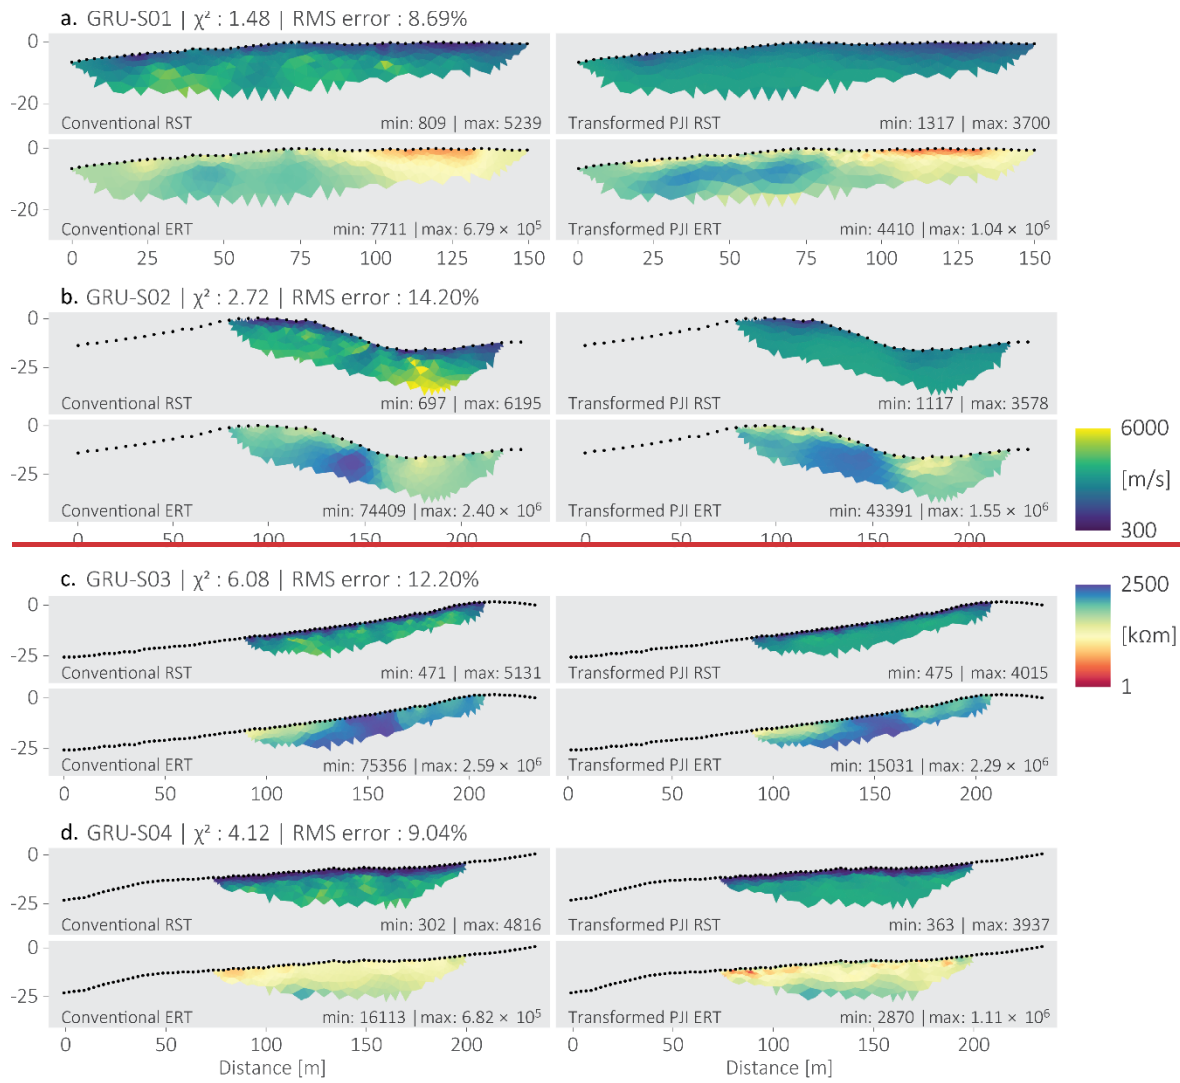 a. GRU-S01 | χ² : 1.48 | RMS error : 8.69%
0
-20
Conventional RST
min: 809 | max: 5239
Transformed PJI RST
min: 1317 | max: 3700
0
-20
Conventional ERT
min: 7711 | max: 6.79 × 10⁵
Transformed PJI ERT
min: 4410 | max: 1.04 × 10⁶
0 25 50 75 100 125 150
0 25 50 75 100 125 150
b. GRU-S02 | χ² : 2.72 | RMS error : 14.20%
0
-25
Conventional RST
min: 697 | max: 6195
Transformed PJI RST
min: 1117 | max: 3578
0
-25
Conventional ERT
min: 74409 | max: 2.40 × 10⁶
Transformed PJI ERT
min: 43391 | max: 1.55 × 10⁶
0 50 100 150 200
0 50 100 150 200
6000
[m/s]
300
c. GRU-S03 | χ² : 6.08 | RMS error : 12.20%
0
-25
Conventional RST
min: 471 | max: 5131
Transformed PJI RST
min: 475 | max: 4015
0
-25
Conventional ERT
min: 75356 | max: 2.59 × 10⁶
Transformed PJI ERT
min: 15031 | max: 2.29 × 10⁶
0 50 100 150 200
0 50 100 150 200
2500
[kΩm]
1
d. GRU-S04 | χ² : 4.12 | RMS error : 9.04%
0
-25
Conventional RST
min: 302 | max: 4816
Transformed PJI RST
min: 363 | max: 3937
0
-25
Conventional ERT
min: 16113 | max: 6.82 × 10⁵
Transformed PJI ERT
min: 2870 | max: 1.11 × 10⁶
0 50 100 150 200
0 50 100 150 200
Distance [m]
Distance [m]